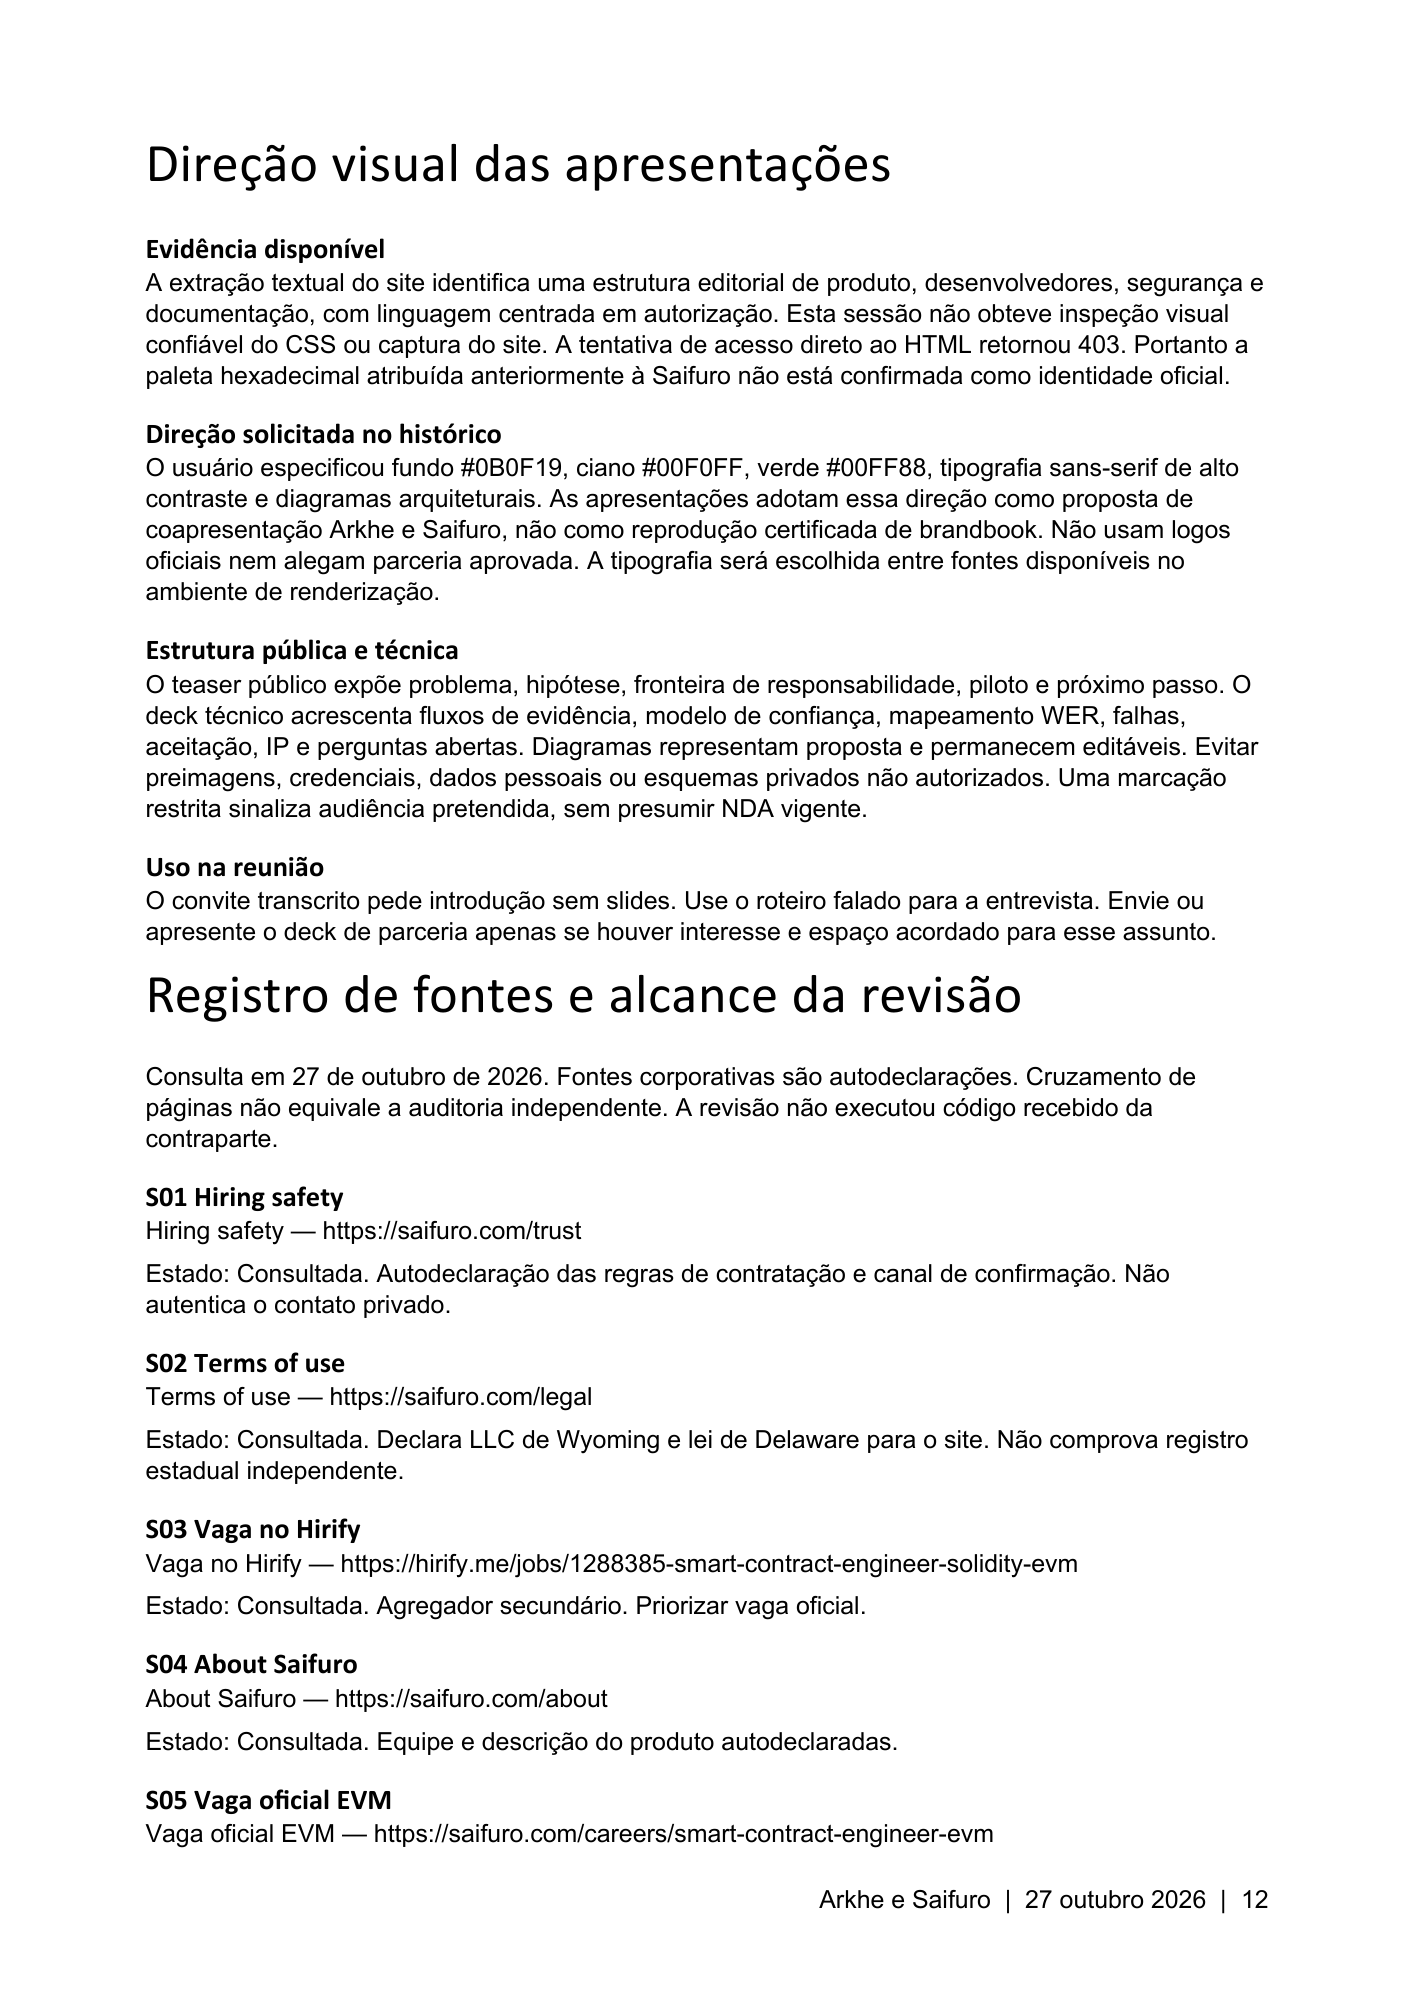 Direção visual das apresentações
Evidência disponível
A extração textual do site identifica uma estrutura editorial de produto, desenvolvedores, segurança e
documentação, com linguagem centrada em autorização. Esta sessão não obteve inspeção visual
confiável do CSS ou captura do site. A tentativa de acesso direto ao HTML retornou 403. Portanto a
paleta hexadecimal atribuída anteriormente à Saifuro não está confirmada como identidade oficial.
Direção solicitada no histórico
O usuário especificou fundo #0B0F19, ciano #00F0FF, verde #00FF88, tipografia sans-serif de alto
contraste e diagramas arquiteturais. As apresentações adotam essa direção como proposta de
coapresentação Arkhe e Saifuro, não como reprodução certificada de brandbook. Não usam logos
oficiais nem alegam parceria aprovada. A tipografia será escolhida entre fontes disponíveis no
ambiente de renderização.
Estrutura pública e técnica
O teaser público expõe problema, hipótese, fronteira de responsabilidade, piloto e próximo passo. O
deck técnico acrescenta fluxos de evidência, modelo de confiança, mapeamento WER, falhas,
aceitação, IP e perguntas abertas. Diagramas representam proposta e permanecem editáveis. Evitar
preimagens, credenciais, dados pessoais ou esquemas privados não autorizados. Uma marcação
restrita sinaliza audiência pretendida, sem presumir NDA vigente.
Uso na reunião
O convite transcrito pede introdução sem slides. Use o roteiro falado para a entrevista. Envie ou
apresente o deck de parceria apenas se houver interesse e espaço acordado para esse assunto.
Registro de fontes e alcance da revisão
Consulta em 27 de outubro de 2026. Fontes corporativas são autodeclarações. Cruzamento de
páginas não equivale a auditoria independente. A revisão não executou código recebido da
contraparte.
S01 Hiring safety
Hiring safety — https://saifuro.com/trust
Estado: Consultada. Autodeclaração das regras de contratação e canal de confirmação. Não
autentica o contato privado.
S02 Terms of use
Terms of use — https://saifuro.com/legal
Estado: Consultada. Declara LLC de Wyoming e lei de Delaware para o site. Não comprova registro
estadual independente.
S03 Vaga no Hirify
Vaga no Hirify — https://hirify.me/jobs/1288385-smart-contract-engineer-solidity-evm
Estado: Consultada. Agregador secundário. Priorizar vaga oficial.
S04 About Saifuro
About Saifuro — https://saifuro.com/about
Estado: Consultada. Equipe e descrição do produto autodeclaradas.
S05 Vaga oficial EVM
Vaga oficial EVM — https://saifuro.com/careers/smart-contract-engineer-evm
Arkhe e Saifuro | 27 outubro 2026 | 12